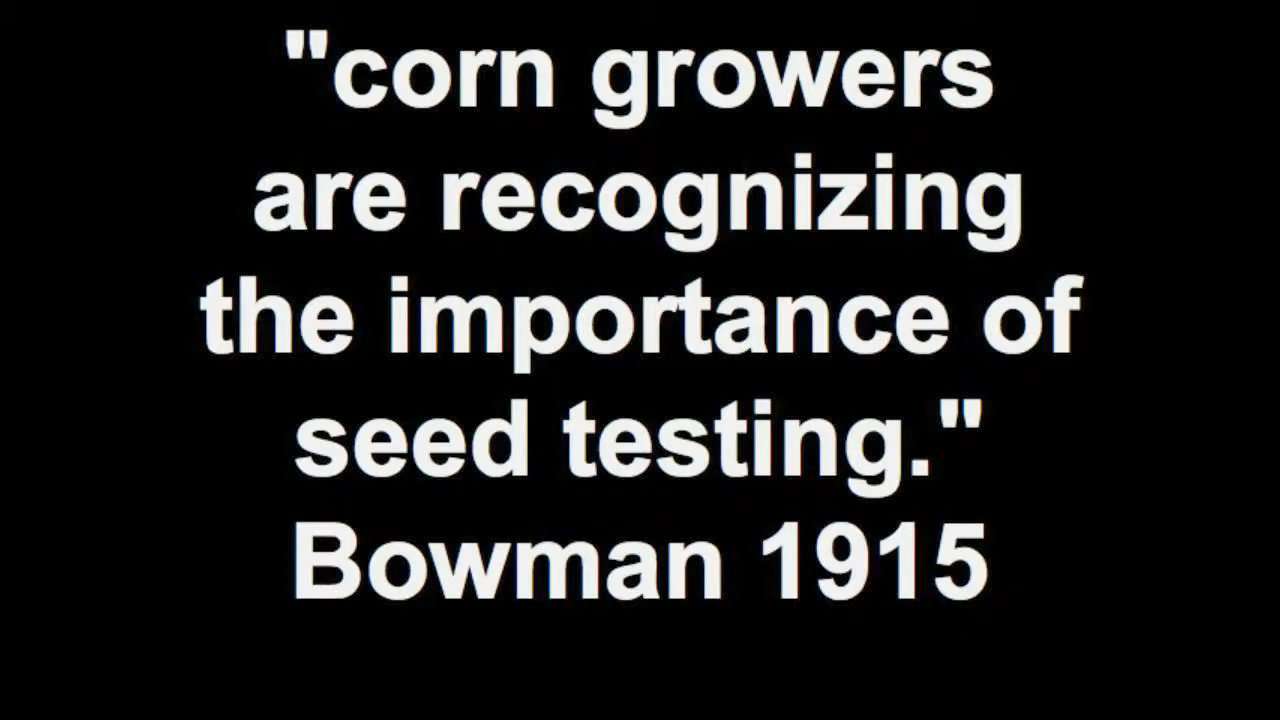 "corn growers
are recognizing
the importance of
seed testing."
Bowman 1915